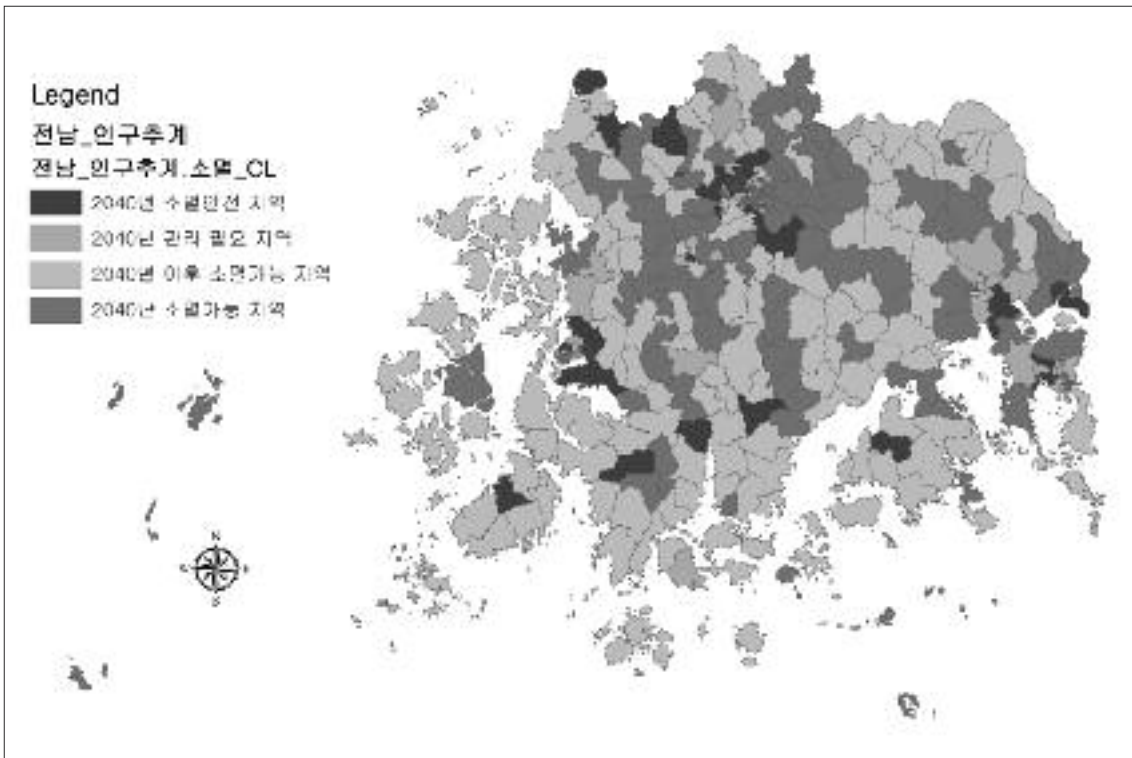 Legend
전남_인구추계
전남_인구추계.소멸_CL
2040년 소멸안전 지역
2040년 관리 필요 지역
2040년 이후 소멸가능 지역
2040년 소멸가능 지역
N
S